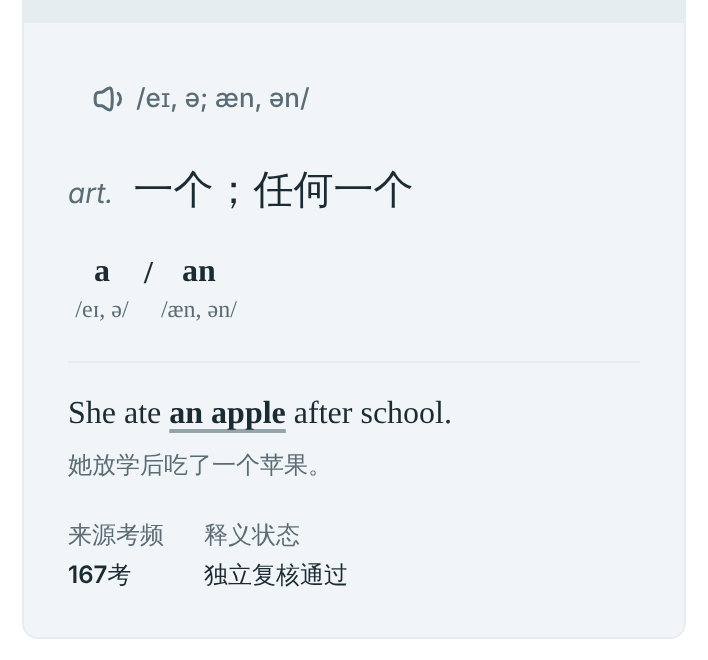 /eɪ, ə; æn, ən/
art. 一个；任何一个
a / an
/eɪ, ə/ /æn, ən/
She ate an apple after school.
她放学后吃了一个苹果。
来源考频 释义状态
167考 独立复核通过